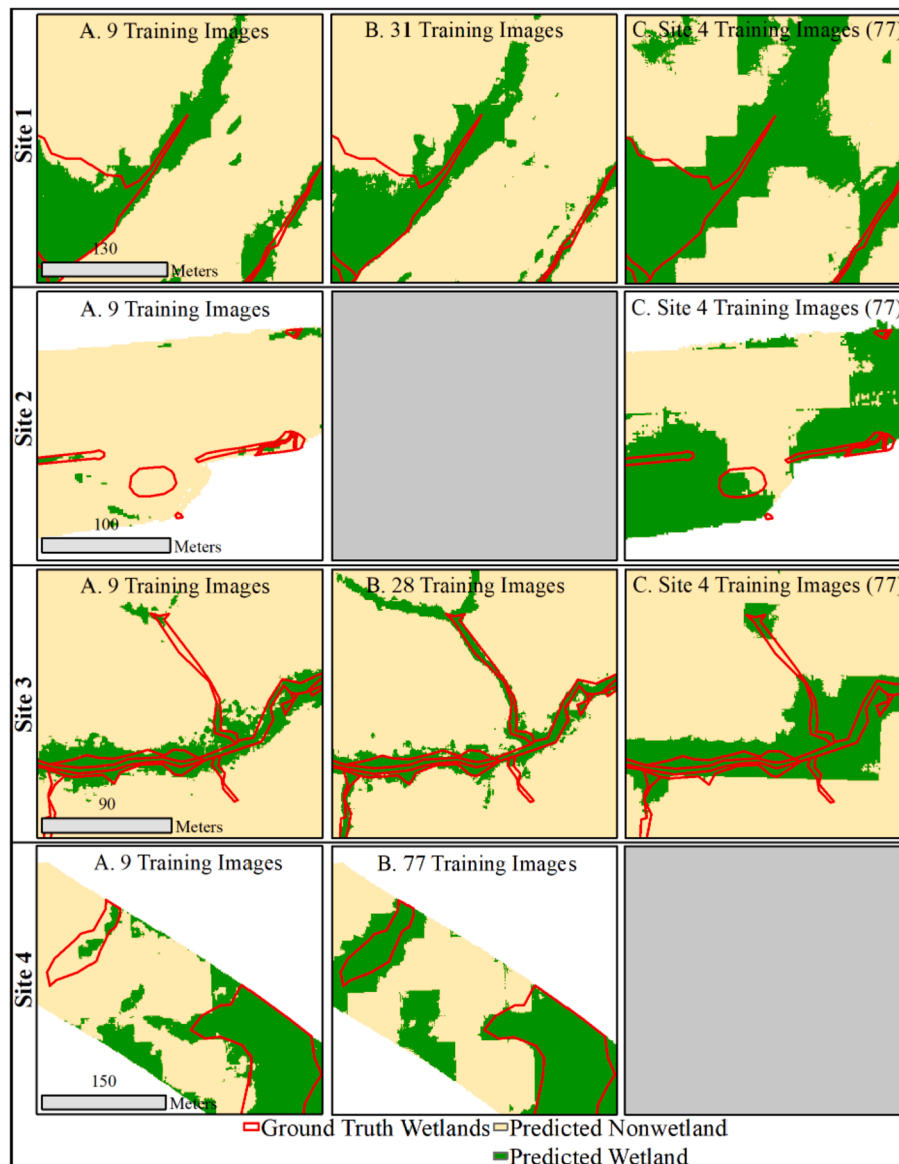 Site 1
A. 9 Training Images
B. 31 Training Images
C. Site 4 Training Images (77)
130
Meters
Site 2
A. 9 Training Images
C. Site 4 Training Images (77)
100
Meters
Site 3
A. 9 Training Images
B. 28 Training Images
C. Site 4 Training Images (77)
90
Meters
Site 4
A. 9 Training Images
B. 77 Training Images
150
Meters
Ground Truth Wetlands Predicted Nonwetland
Predicted Wetland